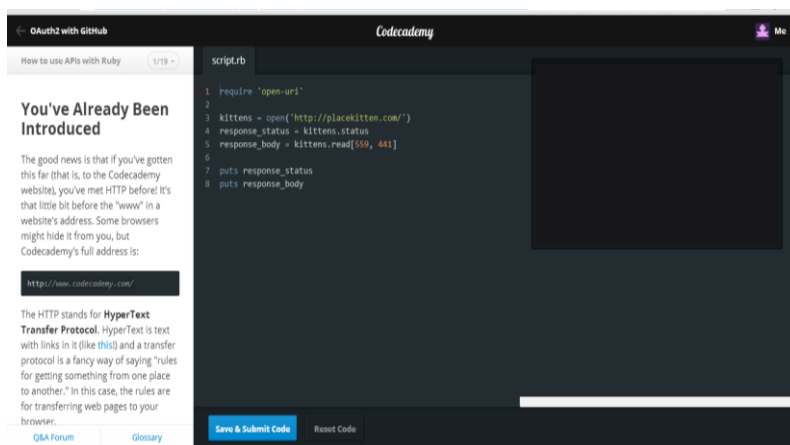 ← OAuth2 with GitHub
Codecademy
Me
How to use APIs with Ruby
1/19
You've Already Been
Introduced
The good news is that if you've gotten
this far (that is, to the Codecademy
website), you've met HTTP before! It's
that little bit before the "www" in a
website's address. Some browsers
might hide it from you, but
Codecademy's full address is:
http://www.codecademy.com/
The HTTP stands for HyperText
Transfer Protocol. HyperText is text
with links in it (like this!) and a transfer
protocol is a fancy way of saying "rules
for getting something from one place
to another." In this case, the rules are
for transferring web pages to your
browser.
Q&A Forum
Glossary
script.rb
1 require 'open-uri'
2
3 kittens = open('http://placekitten.com/')
4 response_status = kittens.status
5 response_body = kittens.read[559, 441]
6
7 puts response_status
8 puts response_body
Save & Submit Code
Reset Code